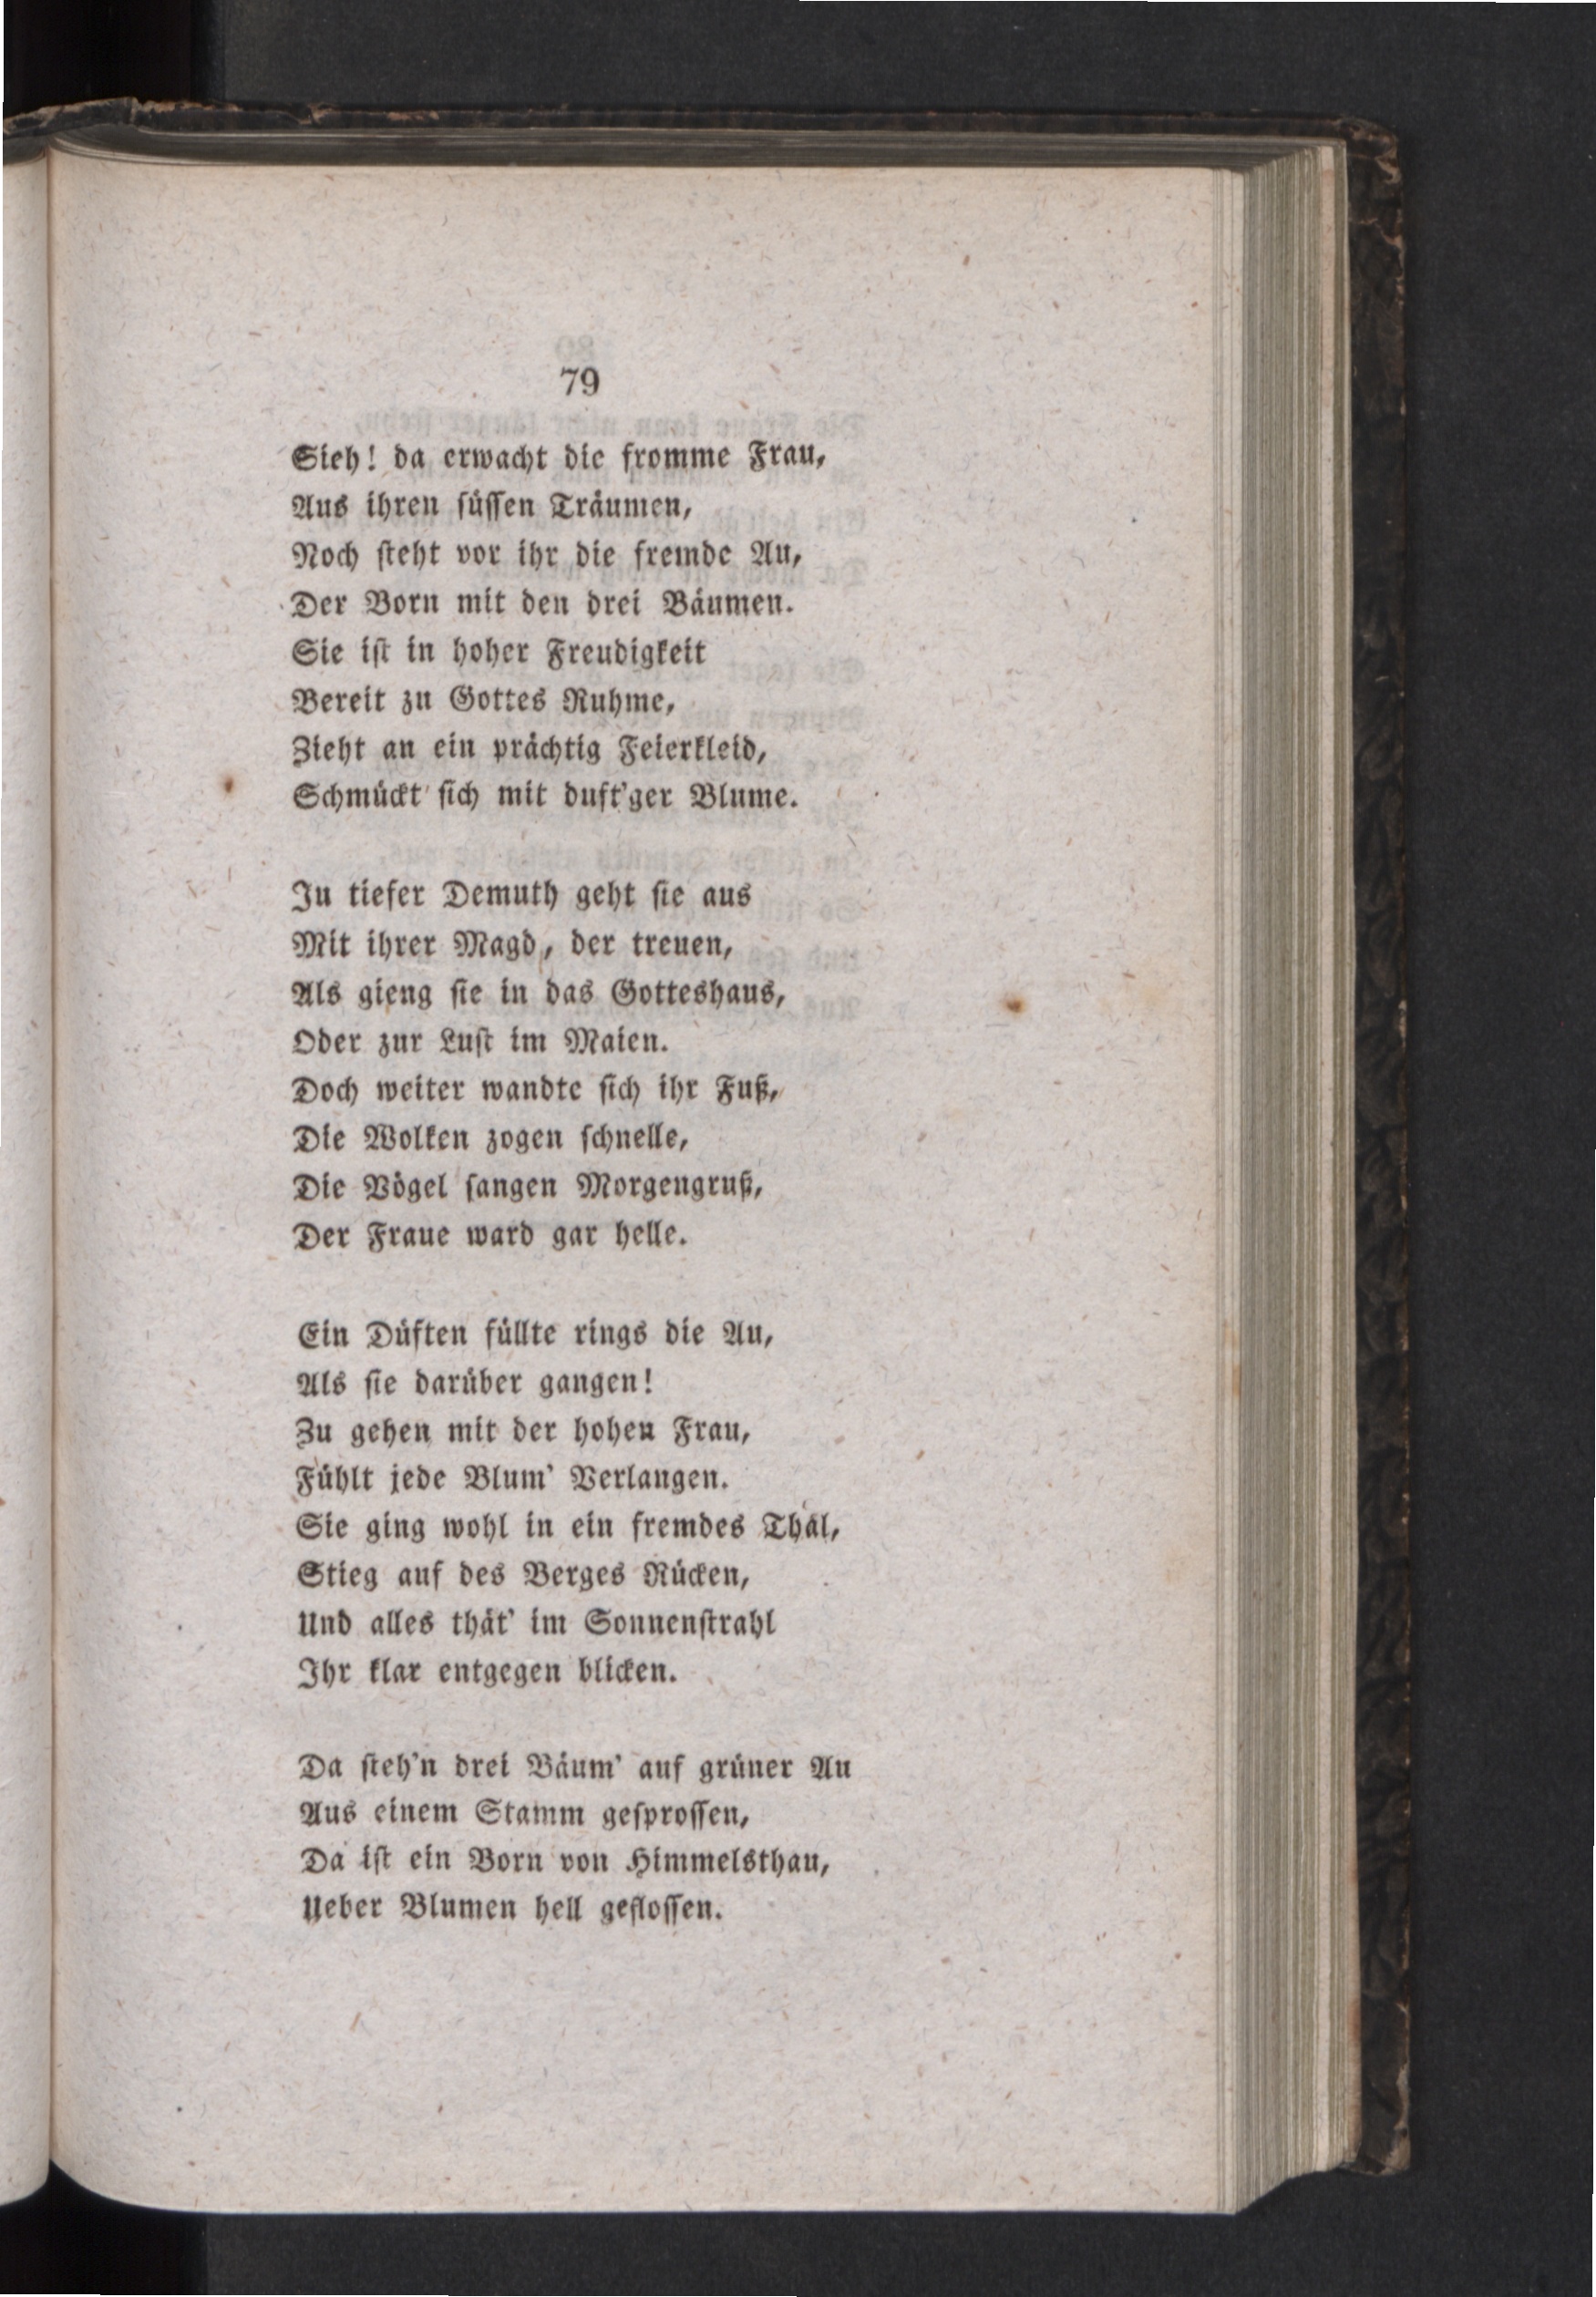 79
Sieh! da erwacht die fromme Frau,
Aus ihren ſüſſen Träumen,
Noch ſteht vor ihr die fremde Au,
Der Born mit den drei Bäumen.
Sie iſt in hoher Freudigkeit
Bereit zu Gottes Ruhme,
Zieht an ein prächtig Feierkleid,
Schmückt ſich mit duft'ger Blume.
In tiefer Demuth geht ſie aus
Mit ihrer Magd, der treuen,
Als gieng ſie in das Gotteshaus,
Oder zur Luſt im Maien.
Doch weiter wandte ſich ihr Fuß,
Die Wolken zogen ſchnelle,
Die Vögel ſangen Morgengruß,
Der Fraue ward gar helle.
Ein Düften füllte rings die Au,
Als ſie darüber gangen!
Zu gehen mit der hohen Frau,
Fühlt jede Blum' Verlangen.
Sie ging wohl in ein fremdes Thal,
Stieg auf des Berges Rücken,
Und alles thät' im Sonnenſtrahl
Ihr klar entgegen blicken.
Da ſteh'n drei Bäum' auf grüner Au
Aus einem Stamm geſproſſen,
Da iſt ein Born von Himmelsthau,
Ueber Blumen hell gefloſſen.